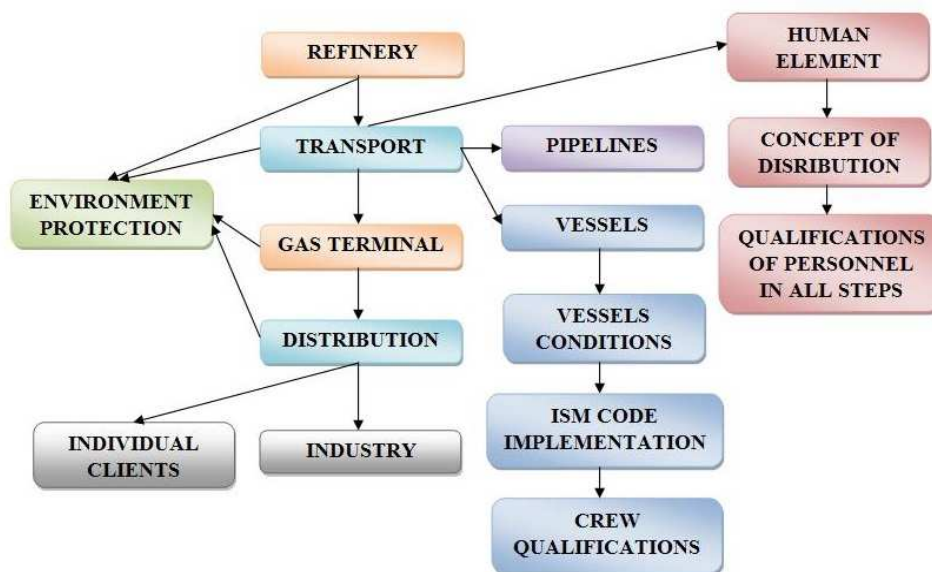 REFINERY
HUMAN
ELEMENT
TRANSPORT
PIPELINES
CONCEPT OF
DISRIBUTION
ENVIRONMENT
PROTECTION
GAS TERMINAL
VESSELS
QUALIFICATIONS
OF PERSONNEL
IN ALL STEPS
DISTRIBUTION
VESSELS
CONDITIONS
INDIVIDUAL
CLIENTS
INDUSTRY
ISM CODE
IMPLEMENTATION
CREW
QUALIFICATIONS